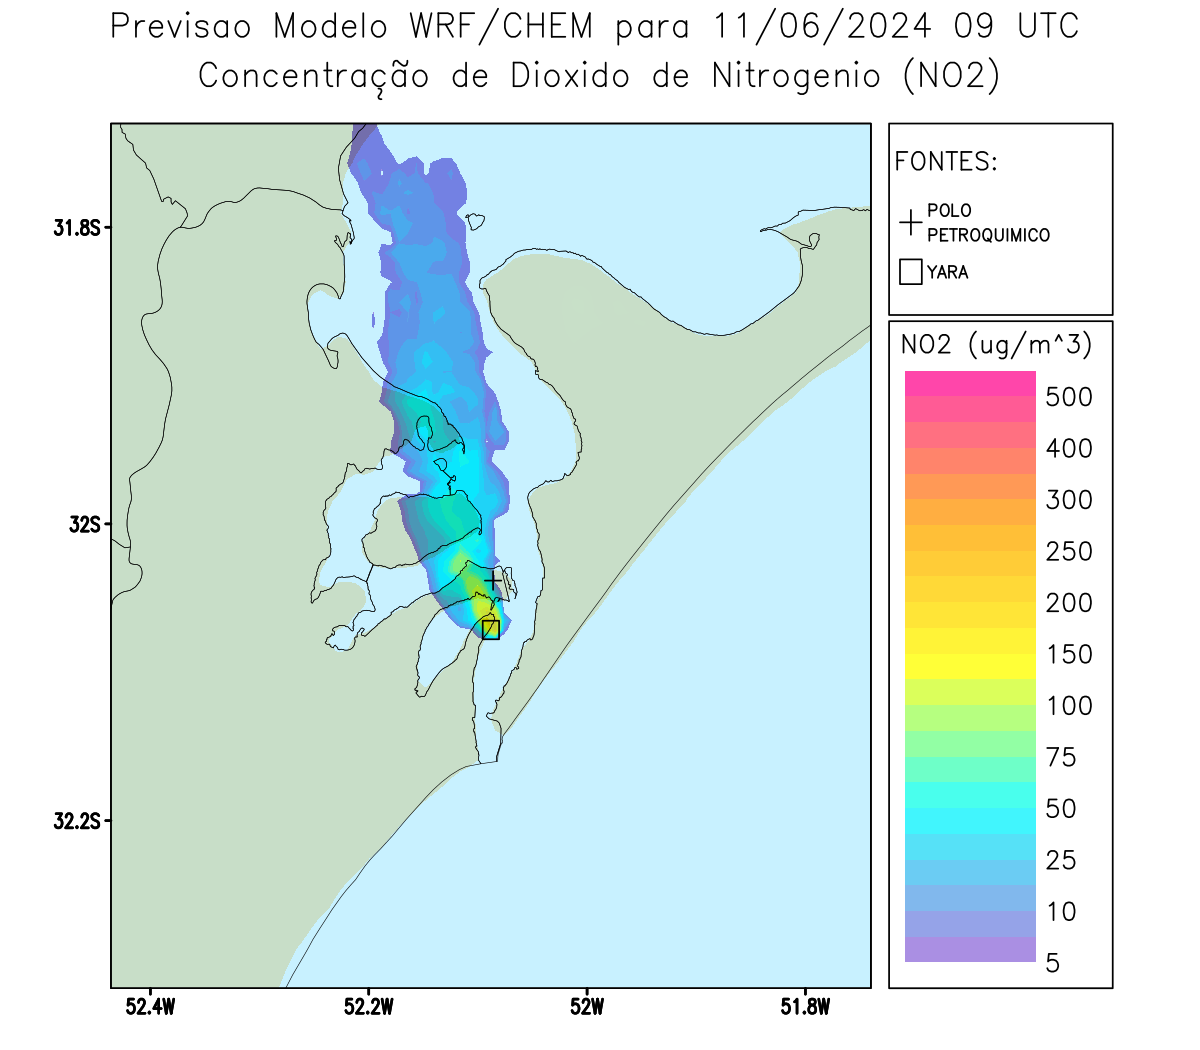 Previsao Modelo WRF/CHEM para 11/06/2024 09 UTC
Concentração de Dioxido de Nitrogenio (NO2)
FONTES:
POLO
PETROQUIMICO
YARA
NO2 (ug/m^3)
500
400
300
250
200
150
100
75
50
25
10
5
31.8S
32S
32.2S
52.4W
52.2W
52W
51.8W